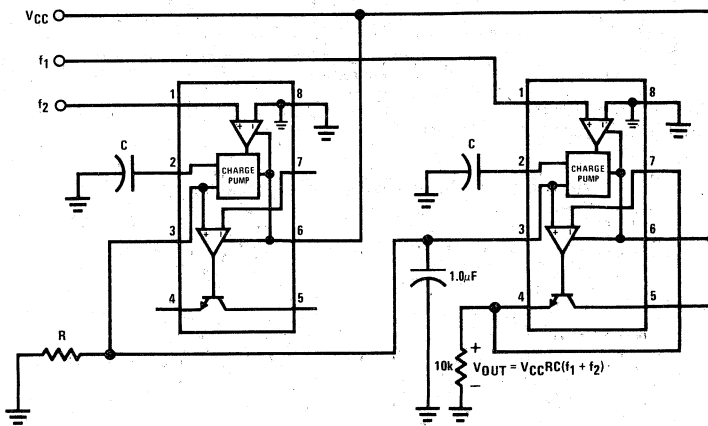 VCC
f1
f2
1
8
C
2
CHARGE
PUMP
7
+
−
3
+
−
6
4
5
R
1
8
C
2
CHARGE
PUMP
7
+
−
3
+
−
6
1.0μF
4
5
10k
+
VOUT = VCCRC(f1 + f2)
−